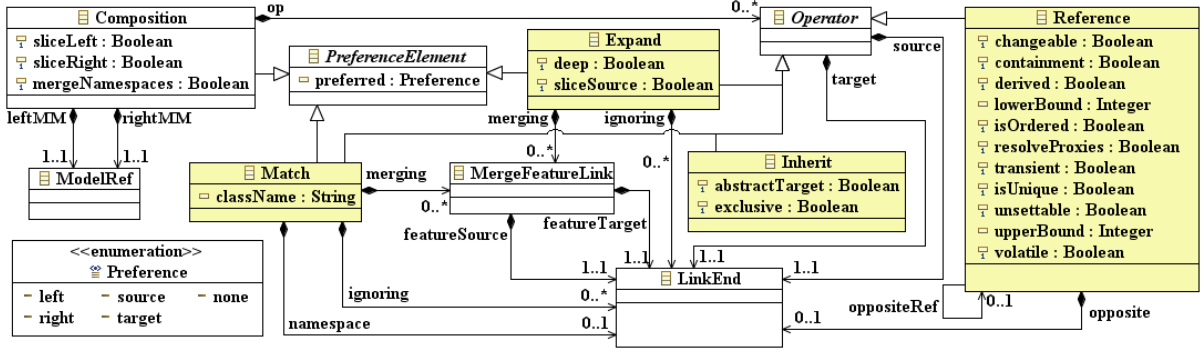 Composition
sliceLeft : Boolean
sliceRight : Boolean
mergeNamespaces : Boolean
op
0..*
leftMM
rightMM
1..1
1..1
ModelRef
PreferenceElement
preferred : Preference
Expand
deep : Boolean
sliceSource : Boolean
merging
ignoring
0..*
0..*
Operator
source
target
Reference
changeable : Boolean
containment : Boolean
derived : Boolean
lowerBound : Integer
isOrdered : Boolean
resolveProxies : Boolean
transient : Boolean
isUnique : Boolean
unsettable : Boolean
upperBound : Integer
volatile : Boolean
Match
className : String
merging
0..*
MergeFeatureLink
featureSource
featureTarget
Inherit
abstractTarget : Boolean
exclusive : Boolean
1..1
1..1
1..1
1..1
LinkEnd
ignoring
0..*
namespace
0..1
oppositeRef
0..1
opposite
0..1
<<enumeration>>
Preference
left source none
right target